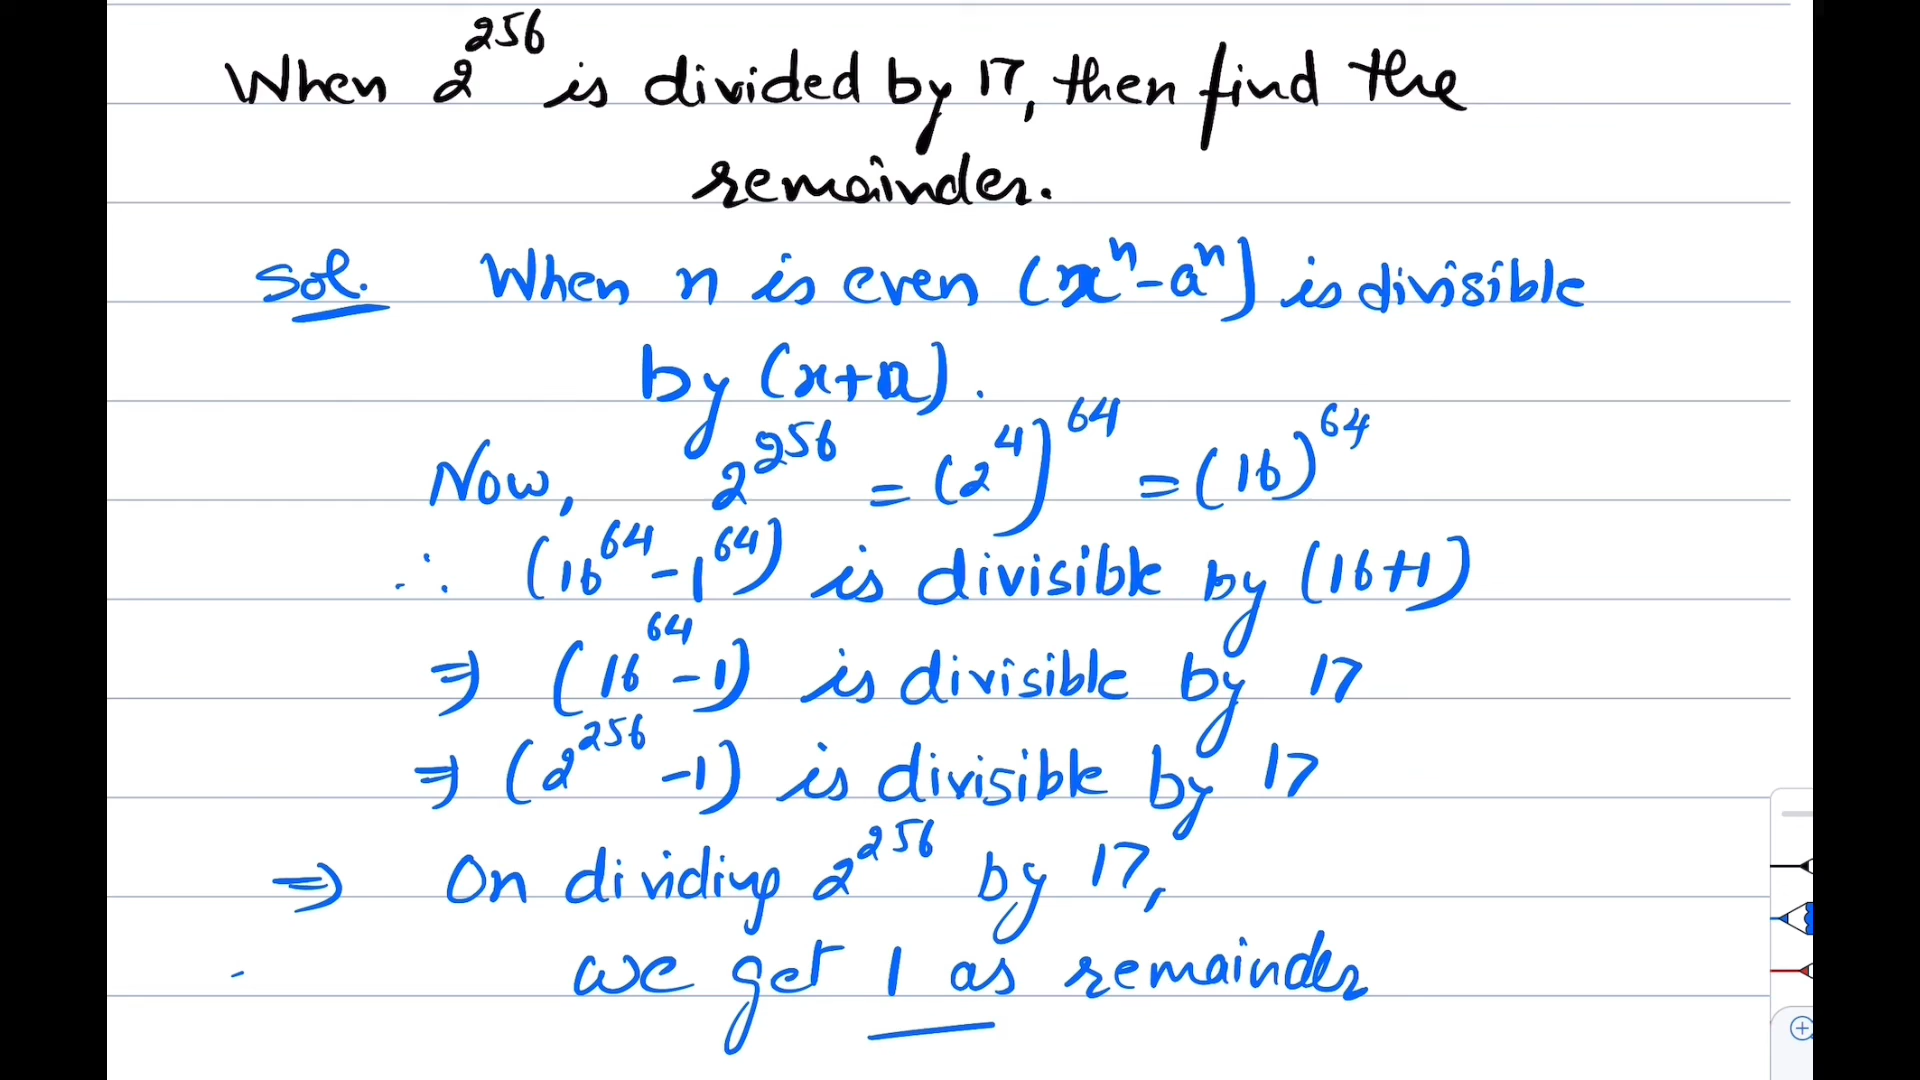 When 2^256 is divided by 17, then find the
remainder.
Sol. When n is even (x^n - a^n) is divisible
by (x+a).
Now, 2^256 = (2^4)^64 = (16)^64
∴ (16^64 - 1^64) is divisible by (16+1)
⇒ (16^64 - 1) is divisible by 17
⇒ (2^256 - 1) is divisible by 17
⇒ On dividing 2^256 by 17,
we get 1 as remainder